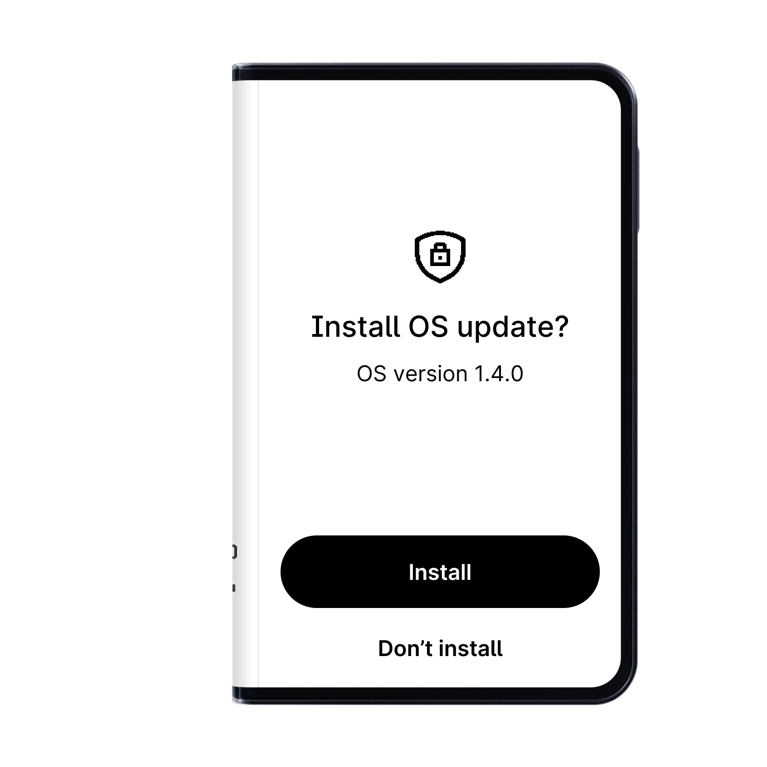 Install OS update?
OS version 1.4.0
Install
Don’t install